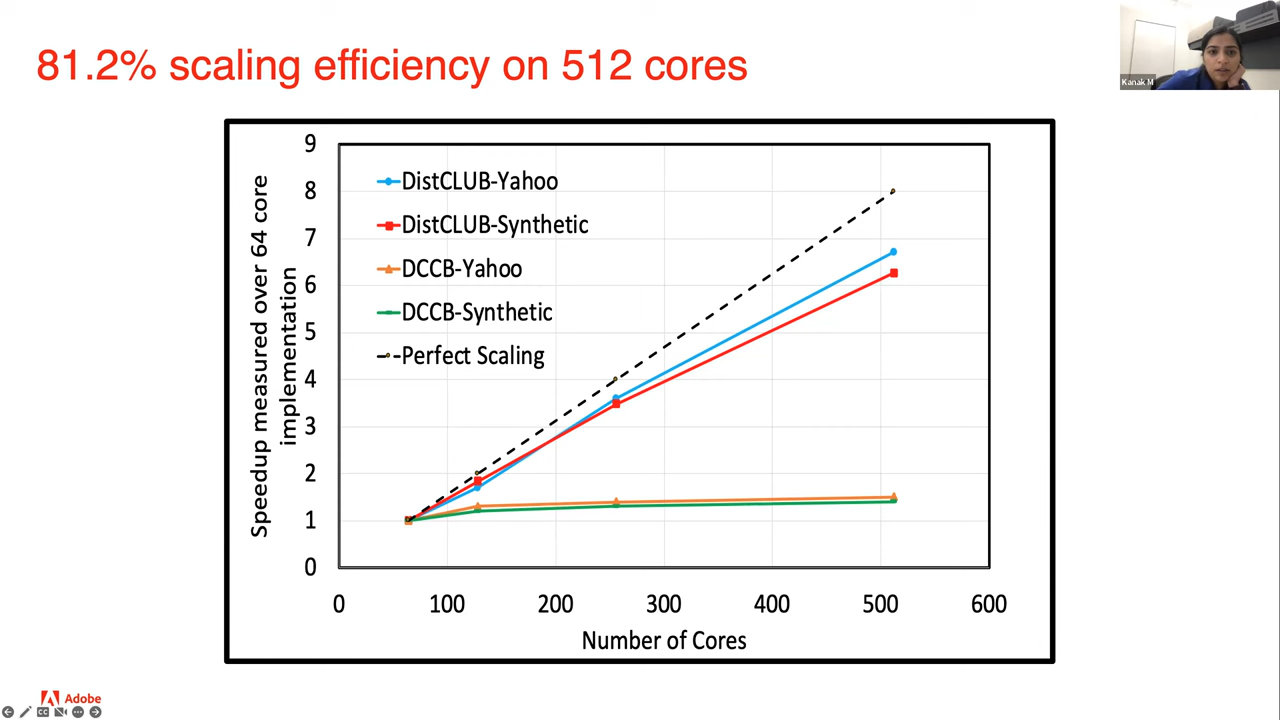 81.2% scaling efficiency on 512 cores
Kanak M
Speedup measured over 64 core
implementation
9
8
7
6
5
4
3
2
1
0
DistCLUB-Yahoo
DistCLUB-Synthetic
DCCB-Yahoo
DCCB-Synthetic
Perfect Scaling
0 100 200 300 400 500 600
Number of Cores
Adobe
CC